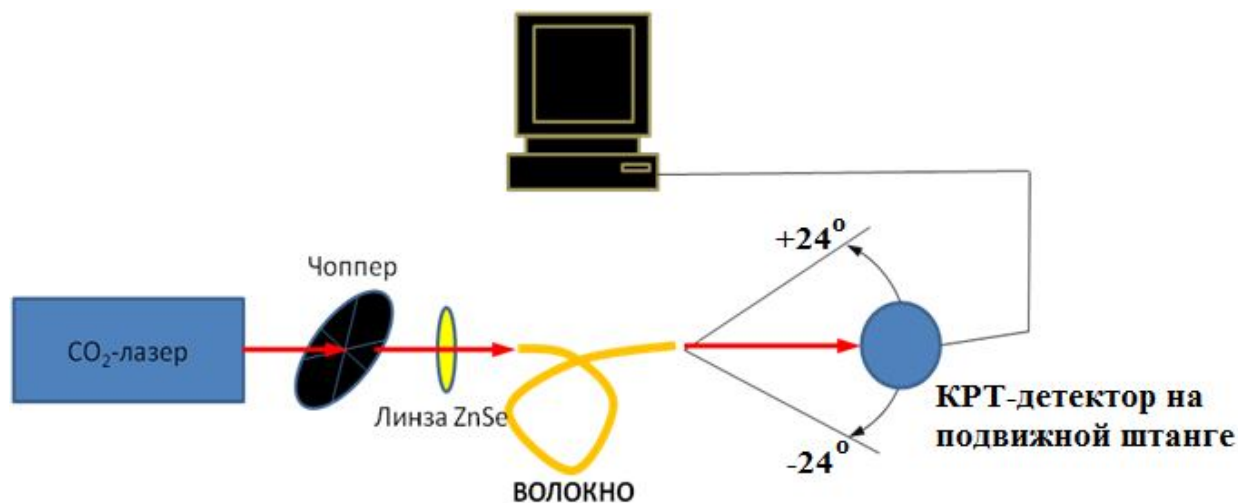 +24°
Чоппер
CO₂-лазер
Линза ZnSe
КРТ-детектор на
подвижной штанге
-24°
ВОЛОКНО